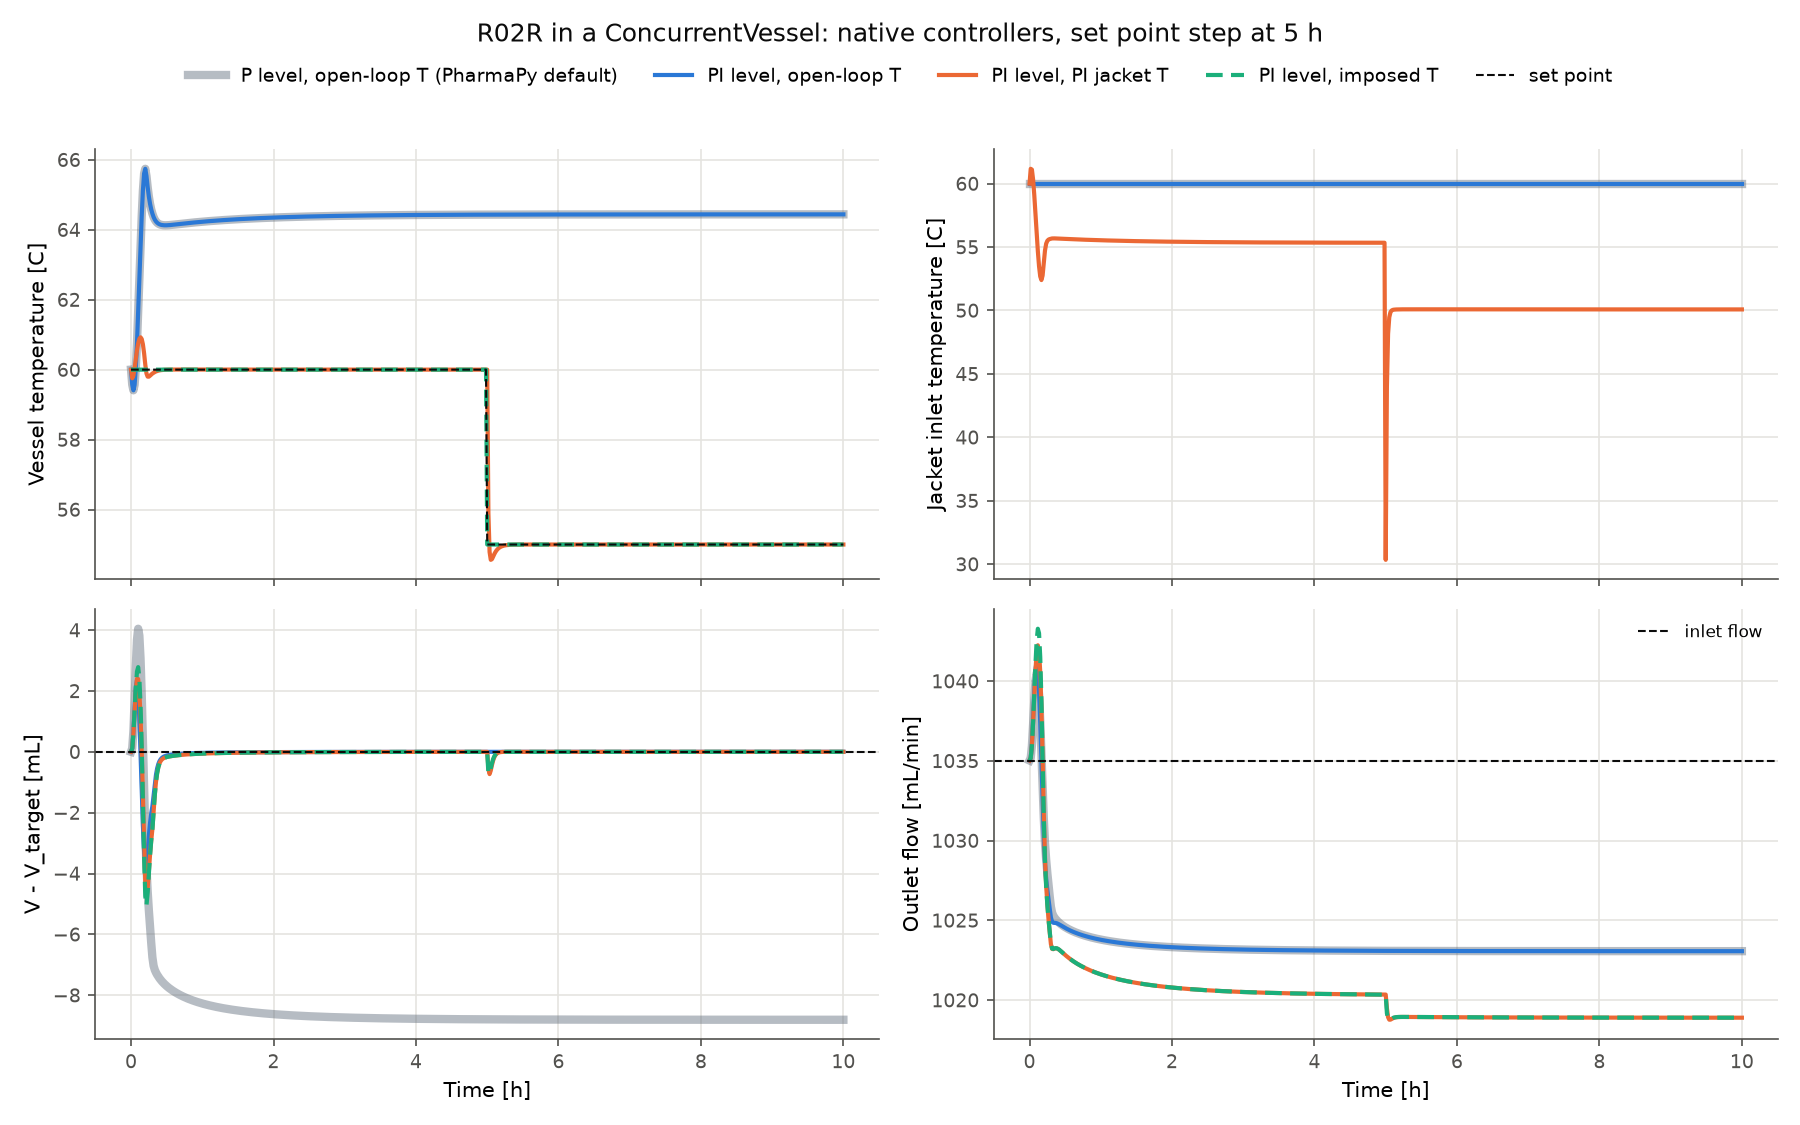 R02R in a ConcurrentVessel: native controllers, set point step at 5 h
P level, open-loop T (PharmaPy default) PI level, open-loop T PI level, PI jacket T PI level, imposed T set point
Vessel temperature [C]
66
64
62
60
58
56
Jacket inlet temperature [C]
60
55
50
45
40
35
30
V - V_target [mL]
4
2
0
−2
−4
−6
−8
0 2 4 6 8 10
Time [h]
Outlet flow [mL/min]
inlet flow
1040
1035
1030
1025
1020
0 2 4 6 8 10
Time [h]